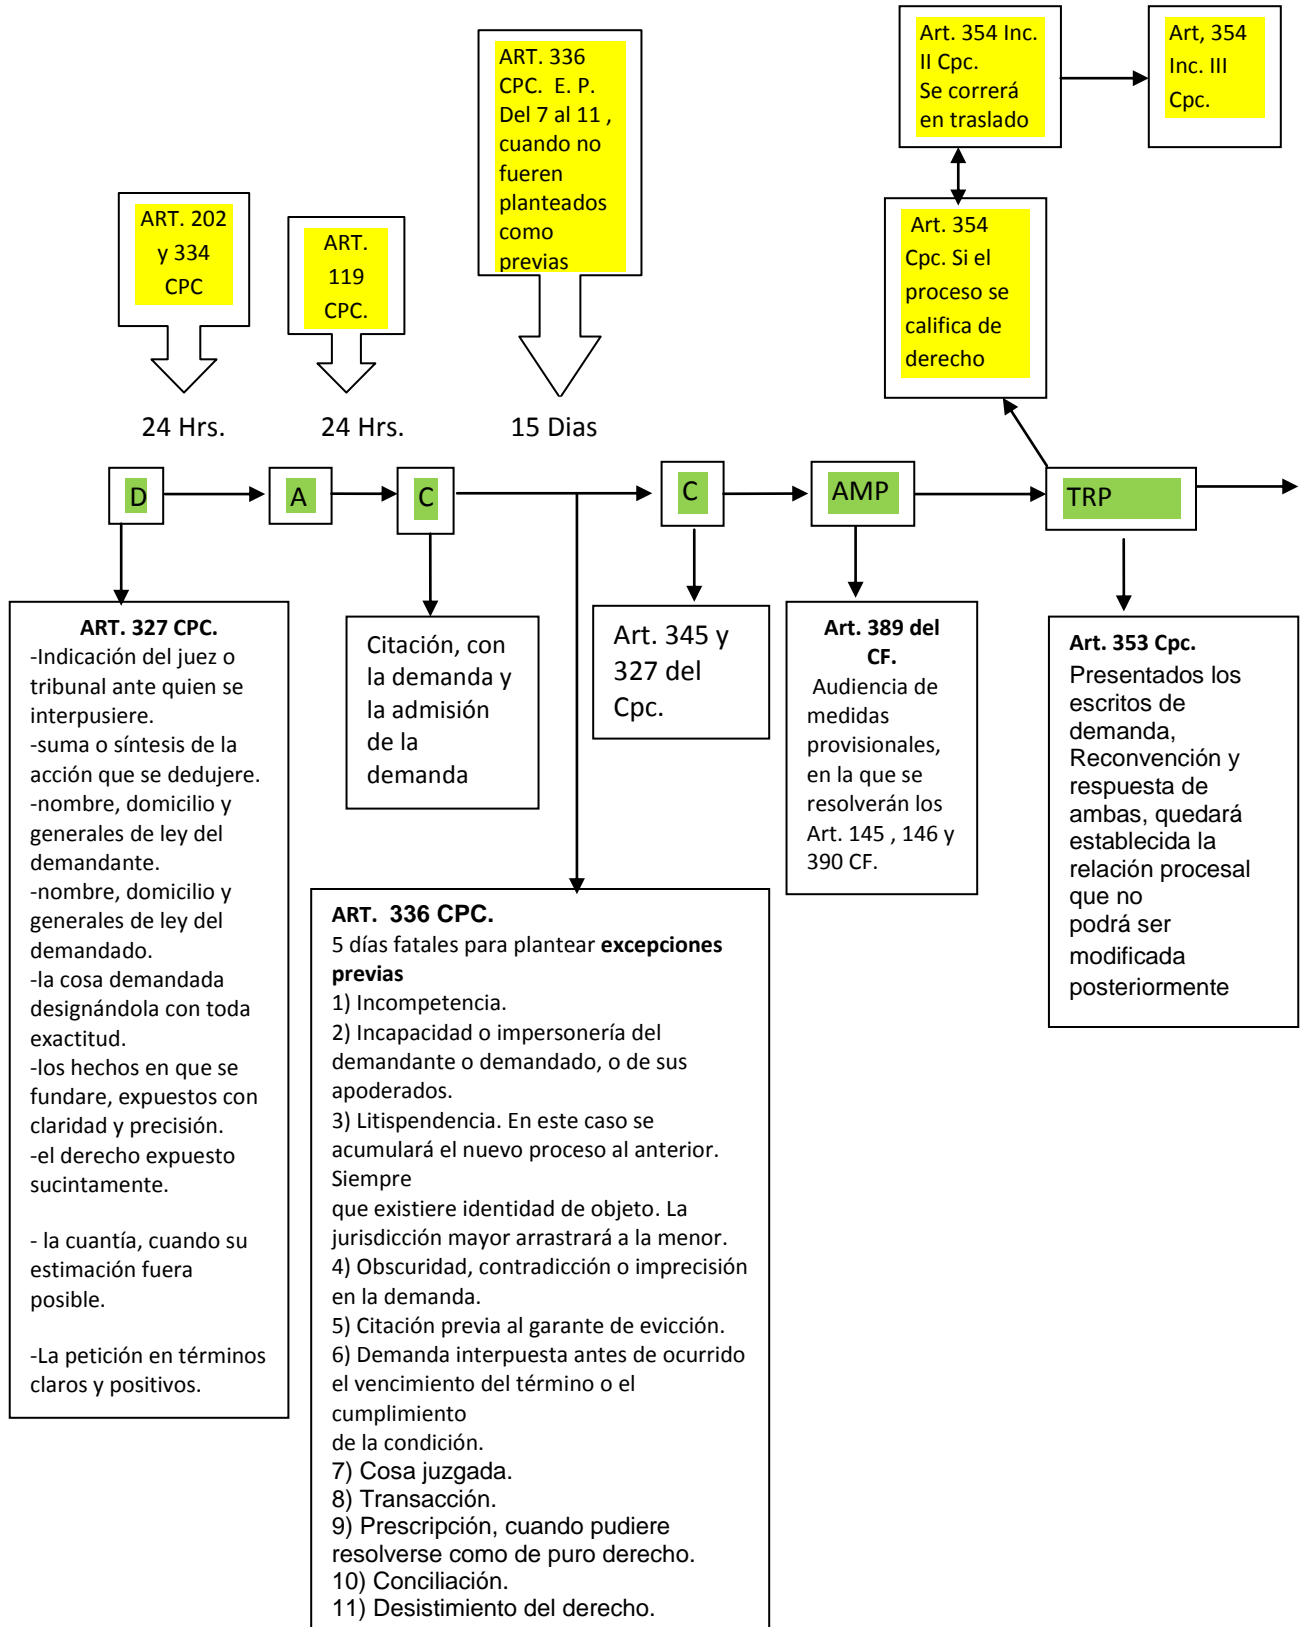 ART. 202
y 334
CPC
24 Hrs.
ART.
119
CPC.
24 Hrs.
ART. 336
CPC. E. P.
Del 7 al 11 ,
cuando no
fueren
planteados
como
previas
15 Dias
Art. 354 Inc.
II Cpc.
Se correrá
en traslado
Art, 354
Inc. III
Cpc.
Art. 354
Cpc. Si el
proceso se
califica de
derecho
D
A
C
C
AMP
TRP
ART. 327 CPC.
-Indicación del juez o
tribunal ante quien se
interpusiere.
-suma o síntesis de la
acción que se dedujere.
-nombre, domicilio y
generales de ley del
demandante.
-nombre, domicilio y
generales de ley del
demandado.
-la cosa demandada
designándola con toda
exactitud.
-los hechos en que se
fundare, expuestos con
claridad y precisión.
-el derecho expuesto
sucintamente.
- la cuantía, cuando su
estimación fuera
posible.
-La petición en términos
claros y positivos.
Citación, con
la demanda y
la admisión
de la
demanda
ART. 336 CPC.
5 días fatales para plantear excepciones
previas
1) Incompetencia.
2) Incapacidad o impersonería del
demandante o demandado, o de sus
apoderados.
3) Litispendencia. En este caso se
acumulará el nuevo proceso al anterior.
Siempre
que existiere identidad de objeto. La
jurisdicción mayor arrastrará a la menor.
4) Obscuridad, contradicción o imprecisión
en la demanda.
5) Citación previa al garante de evicción.
6) Demanda interpuesta antes de ocurrido
el vencimiento del término o el
cumplimiento
de la condición.
7) Cosa juzgada.
8) Transacción.
9) Prescripción, cuando pudiere
resolverse como de puro derecho.
10) Conciliación.
11) Desistimiento del derecho.
Art. 345 y
327 del
Cpc.
Art. 389 del
CF.
Audiencia de
medidas
provisionales,
en la que se
resolverán los
Art. 145 , 146 y
390 CF.
Art. 353 Cpc.
Presentados los
escritos de
demanda,
Reconvención y
respuesta de
ambas, quedará
establecida la
relación procesal
que no
podrá ser
modificada
posteriormente